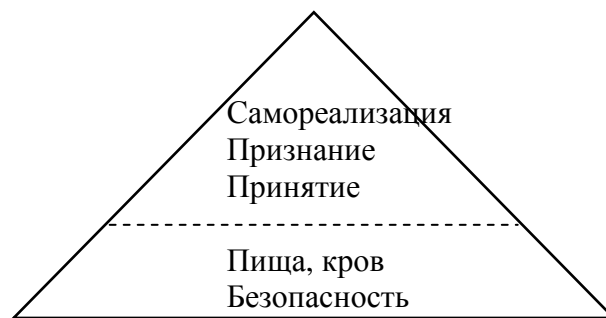 Самореализация
Признание
Принятие
Пища, кров
Безопасность